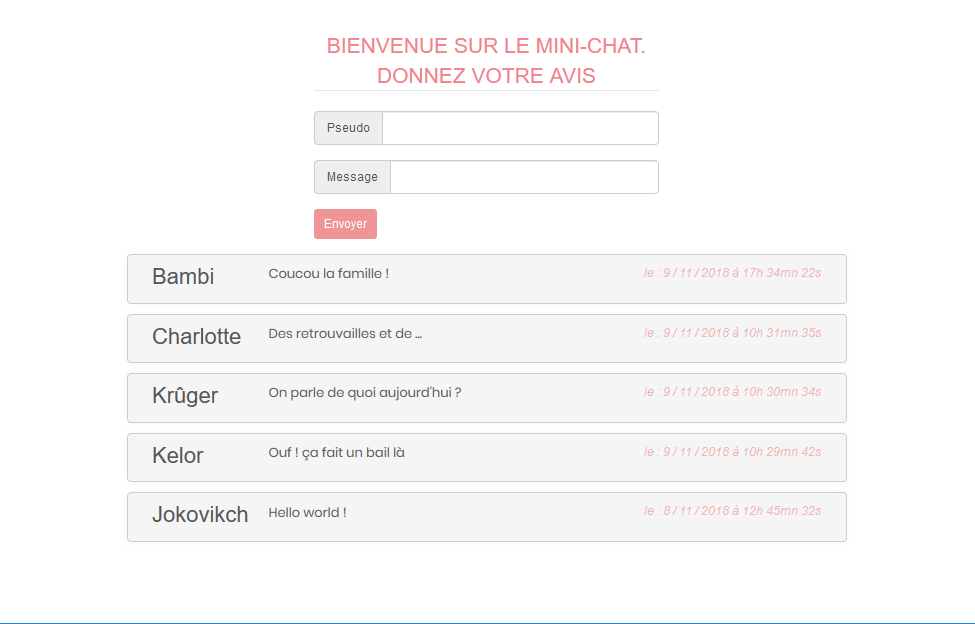 BIENVENUE SUR LE MINI-CHAT.
DONNEZ VOTRE AVIS
Pseudo
Message
Envoyer
Bambi Coucou la famille ! le : 9 / 11 / 2018 à 17h 34mn 22s
Charlotte Des retrouvailles et de ... le : 9 / 11 / 2018 à 10h 31mn 35s
Krûger On parle de quoi aujourd'hui ? le : 9 / 11 / 2018 à 10h 30mn 34s
Kelor Ouf ! ça fait un bail là le : 9 / 11 / 2018 à 10h 29mn 42s
Jokovikch Hello world ! le : 8 / 11 / 2018 à 12h 45mn 32s